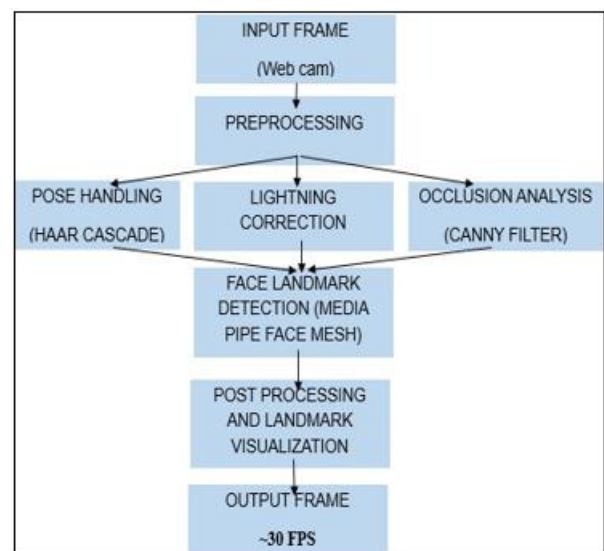 INPUT FRAME
(Web cam)
PREPROCESSING
POSE HANDLING
(HAAR CASCADE)
LIGHTNING
CORRECTION
OCCLUSION ANALYSIS
(CANNY FILTER)
FACE LANDMARK
DETECTION (MEDIA
PIPE FACE MESH)
POST PROCESSING
AND LANDMARK
VISUALIZATION
OUTPUT FRAME
~30 FPS